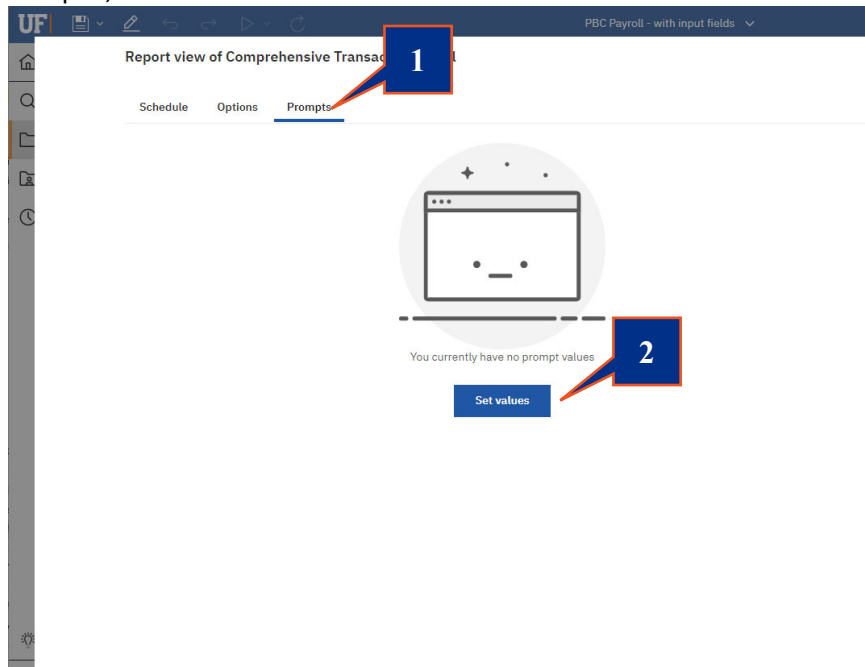 UF
PBC Payroll - with input fields
Report view of Comprehensive
1
Schedule Options Prompts
You currently have no prompt values
2
Set values